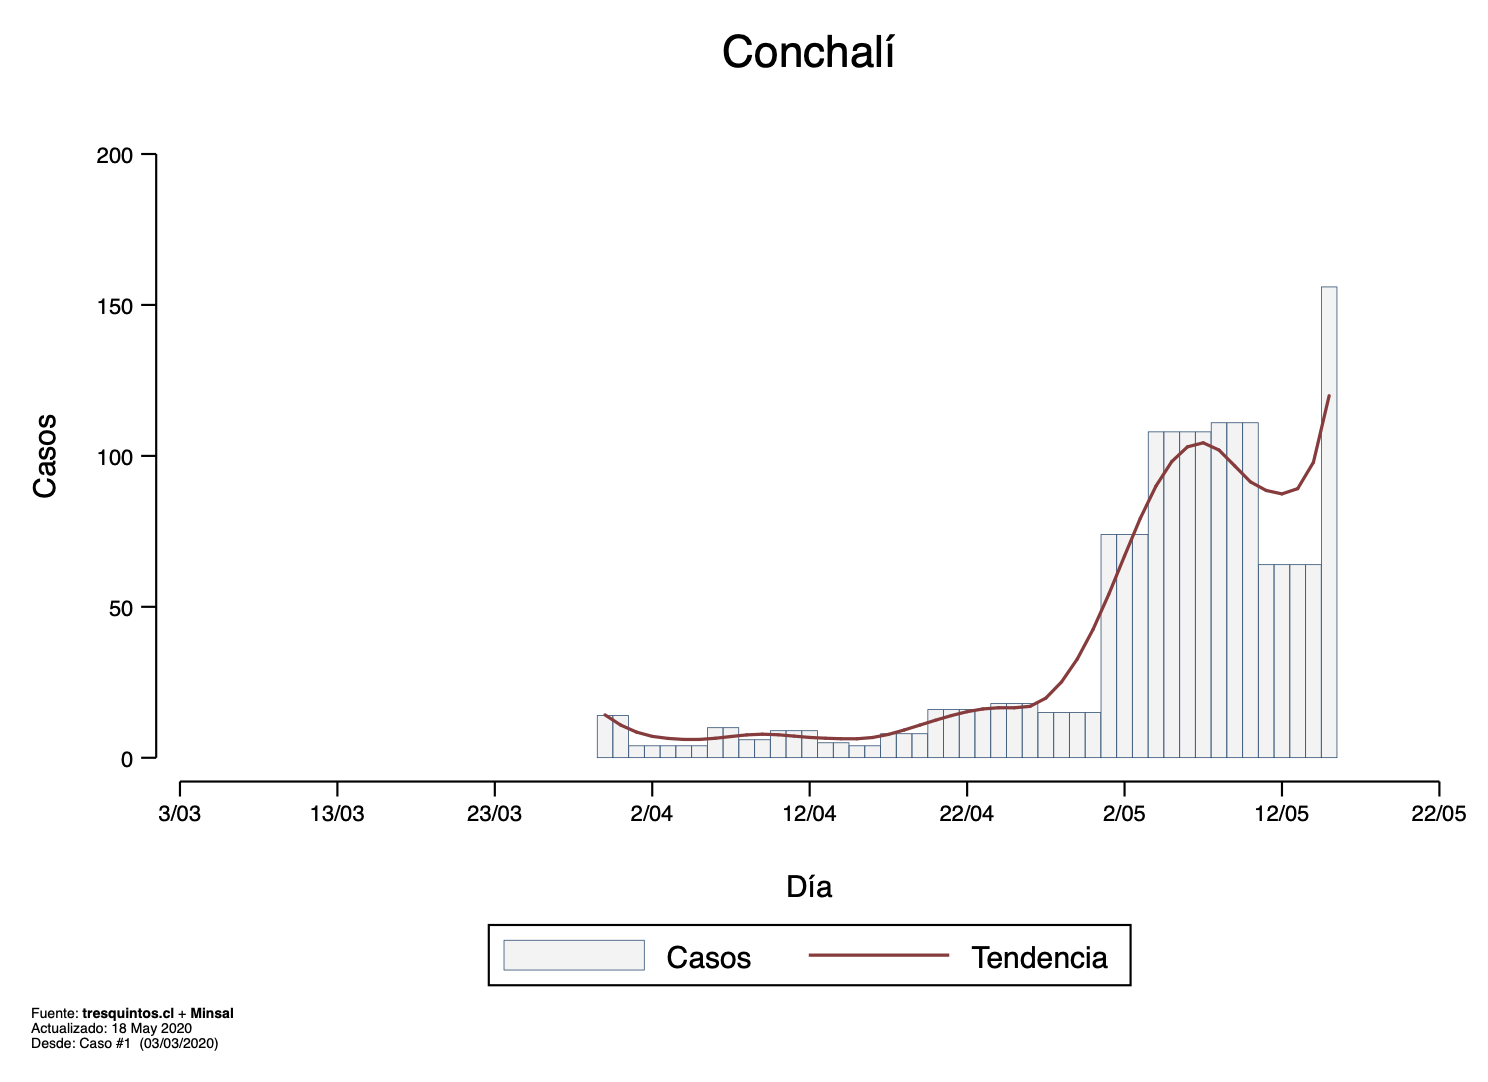 Conchalí
200
150
100
50
0
Casos
3/03 13/03 23/03 2/04 12/04 22/04 2/05 12/05 22/05
Día
Casos Tendencia
Fuente: tresquintos.cl + Minsal
Actualizado: 18 May 2020
Desde: Caso #1 (03/03/2020)